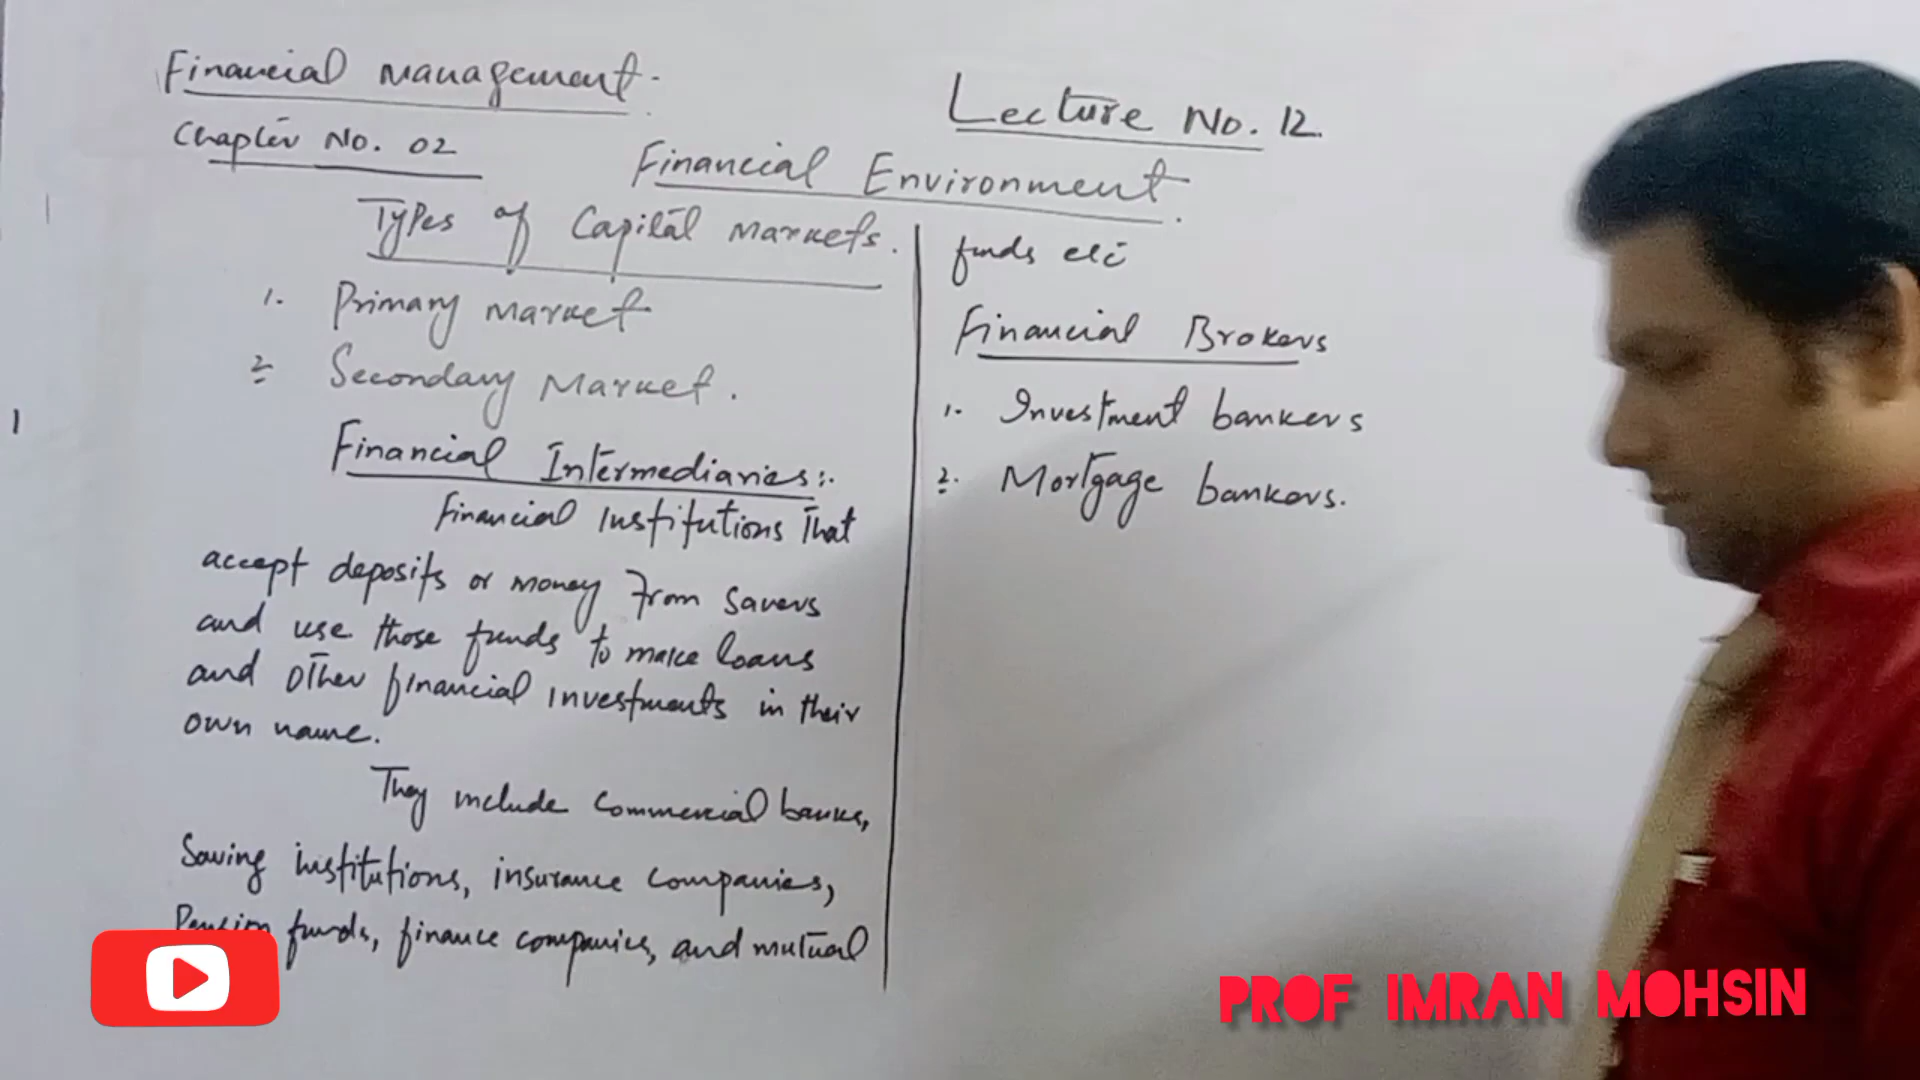 Financial Management.
Lecture No. 12.
Chapter No. 02
Financial Environment.
Types of Capital Markets.
1. Primary Market
2. Secondary Market.
Financial Intermediaries:.
Financial Institutions That
accept deposits or money from savers
and use those funds to make loans
and other financial investments in their
own name.
They include commercial banks,
Saving institutions, insurance companies,
Pension funds, finance companies, and mutual
funds etc
Financial Brokers
1. Investment bankers
2. Mortgage bankers.
PROF IMRAN MOHSIN